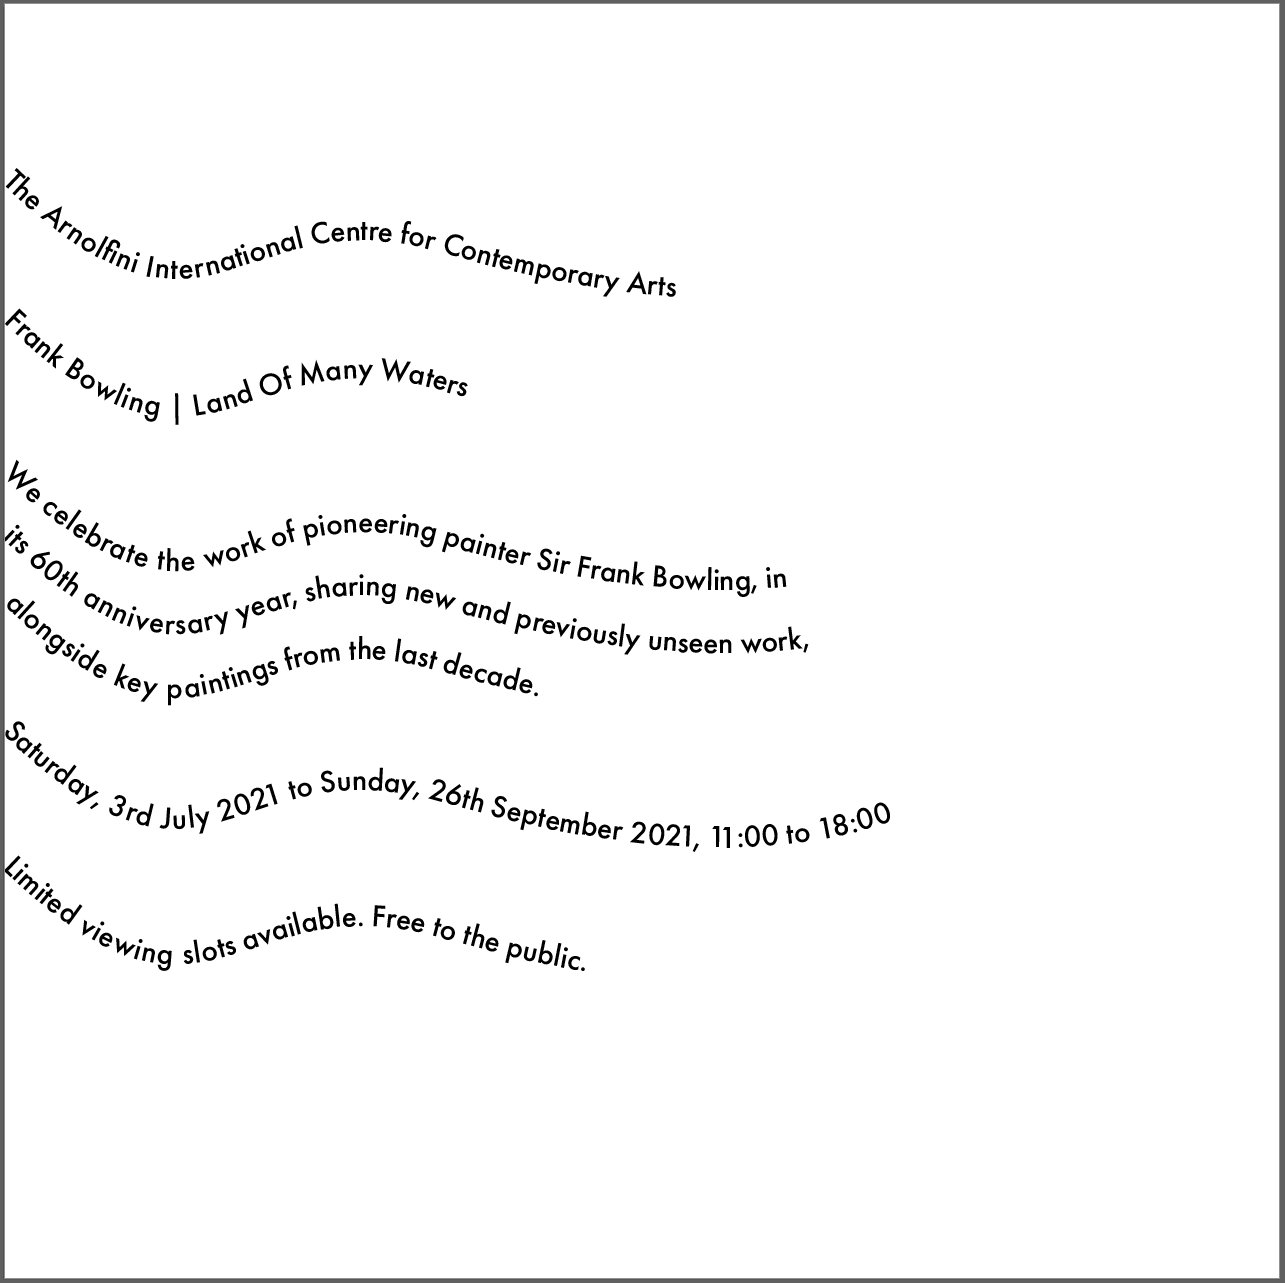 The Arnolfini International Centre for Contemporary Arts
Frank Bowling | Land Of Many Waters
We celebrate the work of pioneering painter Sir Frank Bowling, in
its 60th anniversary year, sharing new and previously unseen work,
alongside key paintings from the last decade.
Saturday, 3rd July 2021 to Sunday, 26th September 2021, 11:00 to 18:00
Limited viewing slots available. Free to the public.